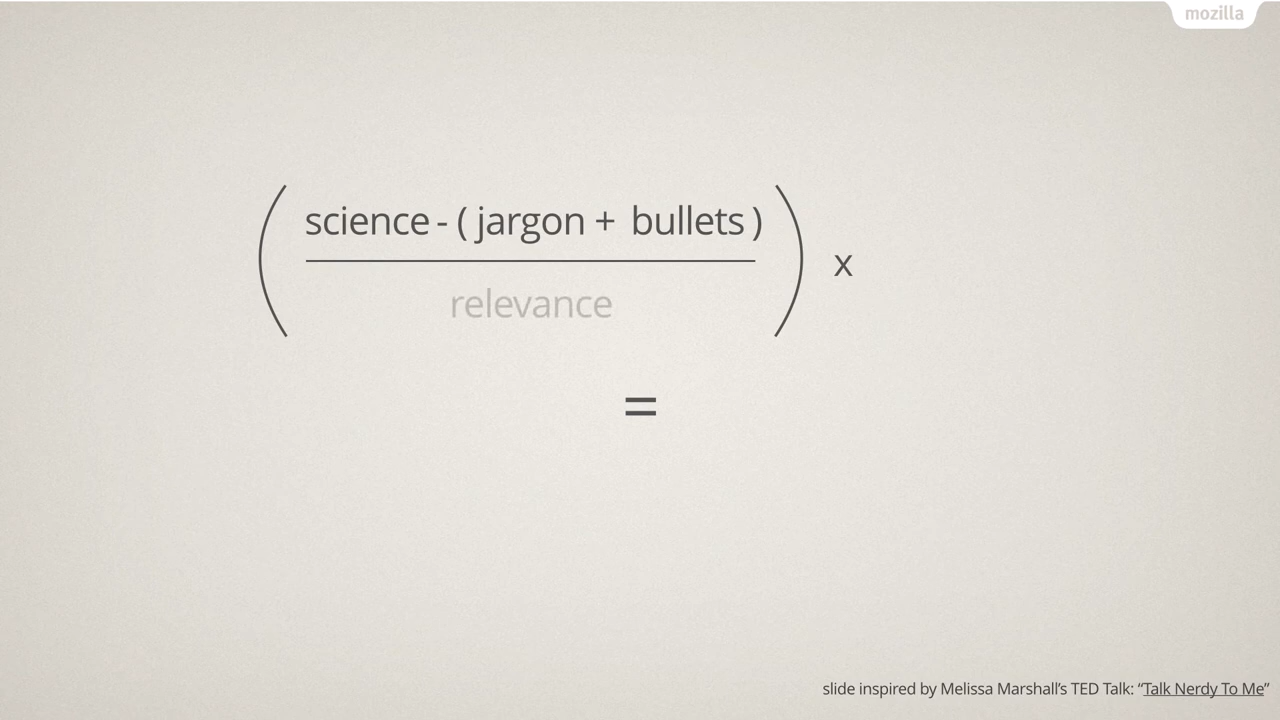 mozilla
science - ( jargon + bullets )
relevance
x
=
slide inspired by Melissa Marshall’s TED Talk: “Talk Nerdy To Me”